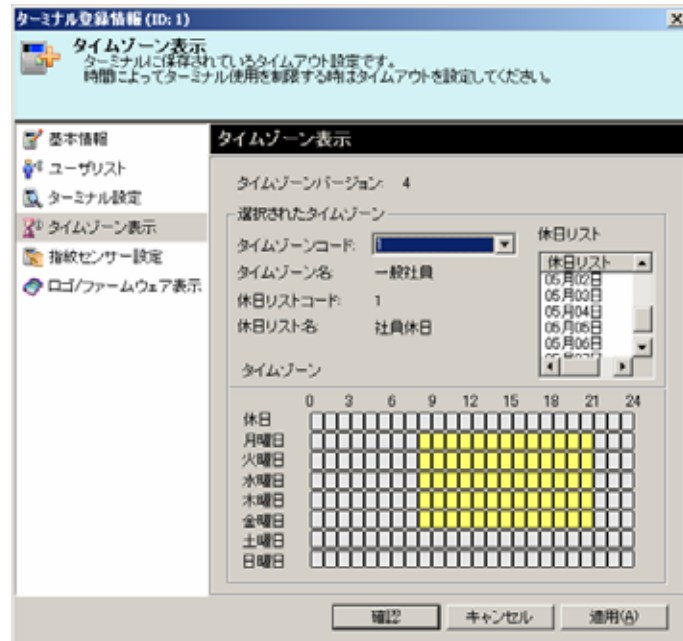 ターミナル登録情報 (ID: 1)
タイムゾーン表示
ターミナルに保存されているタイムアウト設定です。
時間によってターミナル使用を制限する時はタイムアウトを設定してください。
基本情報
ユーザリスト
ターミナル設定
タイムゾーン表示
指紋センサー設定
ロゴ/ファームウェア表示
タイムゾーン表示
タイムゾーンバージョン: 4
選択されたタイムゾーン
タイムゾーンコード: 1
タイムゾーン名: 一般社員
休日リストコード: 1
休日リスト名: 社員休日
休日リスト
休日リスト
05月02日
05月03日
05月04日
05月05日
05月06日
05月07日
タイムゾーン
0 3 6 9 12 15 18 21 24
休日
月曜日
火曜日
水曜日
木曜日
金曜日
土曜日
日曜日
確認 キャンセル 適用(A)